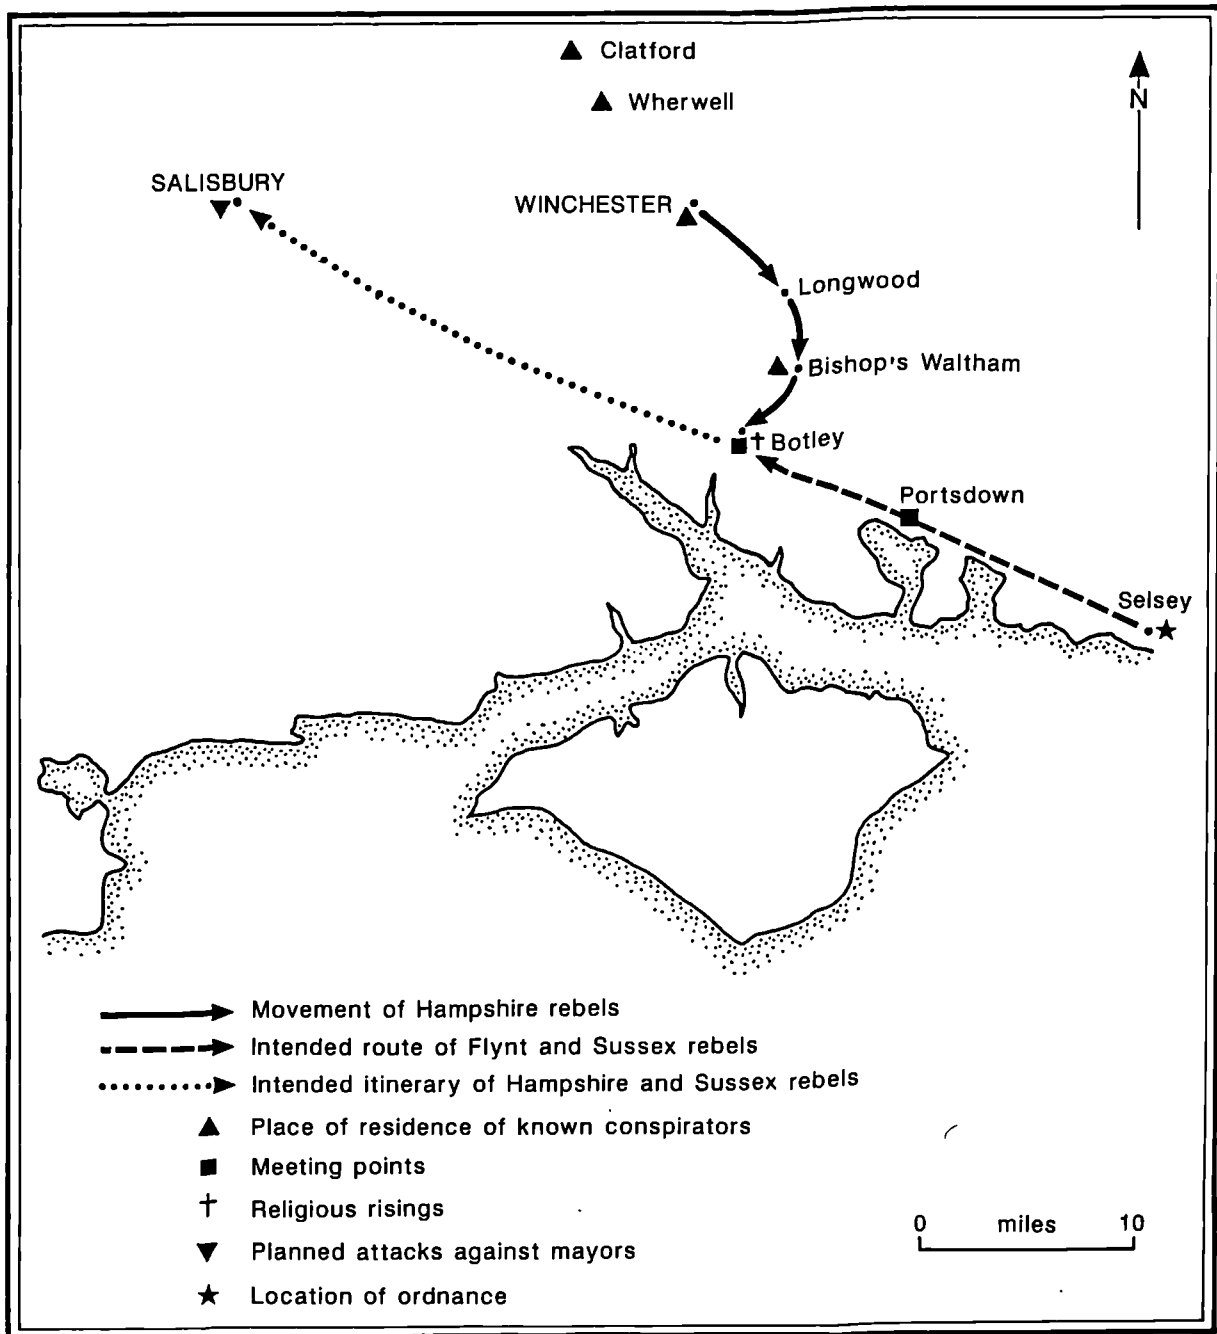 Clatford
Wherwell
N
SALISBURY
WINCHESTER
Longwood
Bishop's Waltham
Botley
Portsdown
Selsey
Movement of Hampshire rebels
Intended route of Flynt and Sussex rebels
Intended itinerary of Hampshire and Sussex rebels
Place of residence of known conspirators
Meeting points
Religious risings
0 miles 10
Planned attacks against mayors
Location of ordnance